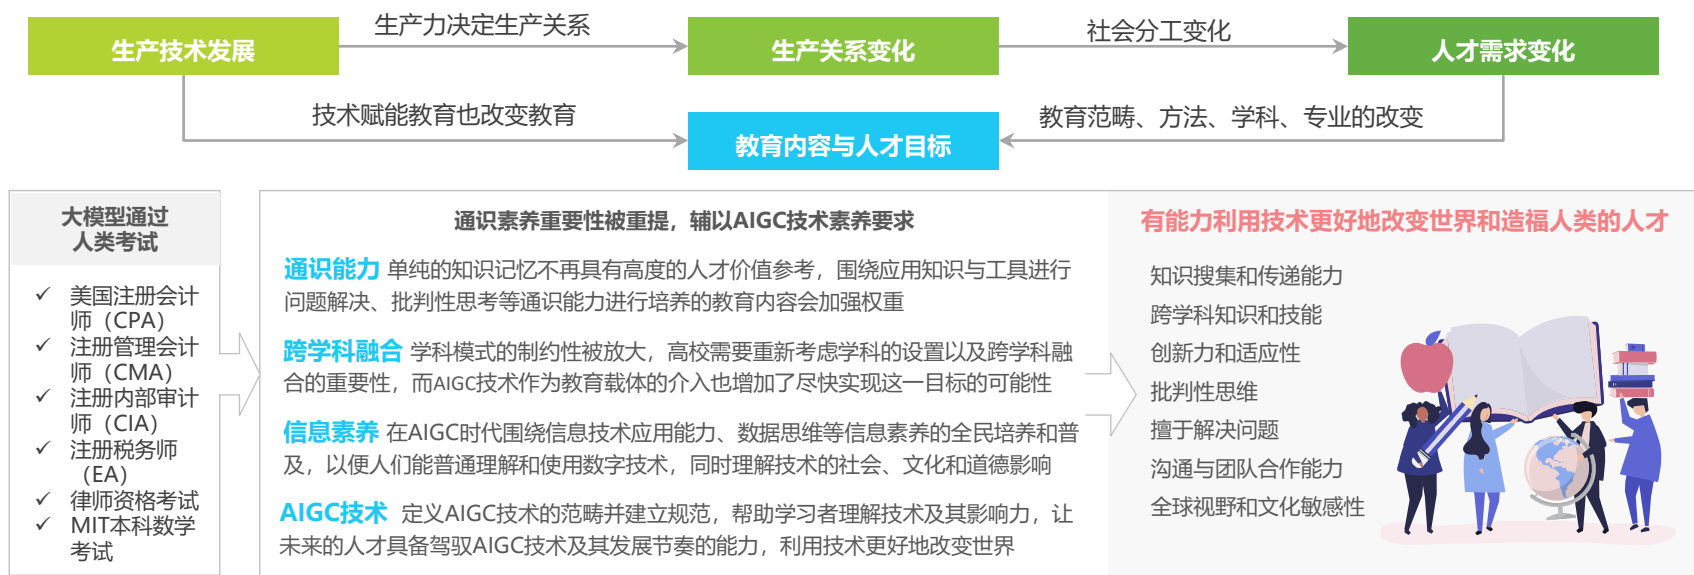 生产力决定生产关系
社会分工变化
生产技术发展
生产关系变化
人才需求变化
技术赋能教育也改变教育
教育范畴、方法、学科、专业的改变
教育内容与人才目标
大模型通过
人类考试
✓ 美国注册会计
师（CPA）
✓ 注册管理会计
师（CMA）
✓ 注册内部审计
师（CIA）
✓ 注册税务师
（EA）
✓ 律师资格考试
✓ MIT本科数学
考试
通识素养重要性被重提，辅以AIGC技术素养要求
通识能力 单纯的知识记忆不再具有高度的人才价值参考，围绕应用知识与工具进行
问题解决、批判性思考等通识能力进行培养的教育内容会加强权重
跨学科融合 学科模式的制约性被放大，高校需要重新考虑学科的设置以及跨学科融
合的重要性，而AIGC技术作为教育载体的介入也增加了尽快实现这一目标的可能性
信息素养 在AIGC时代围绕信息技术应用能力、数据思维等信息素养的全民培养和普
及，以便人们能普通理解和使用数字技术，同时理解技术的社会、文化和道德影响
AIGC技术 定义AIGC技术的范畴并建立规范，帮助学习者理解技术及其影响力，让
未来的人才具备驾驭AIGC技术及其发展节奏的能力，利用技术更好地改变世界
有能力利用技术更好地改变世界和造福人类的人才
知识搜集和传递能力
跨学科知识和技能
创新力和适应性
批判性思维
擅于解决问题
沟通与团队合作能力
全球视野和文化敏感性